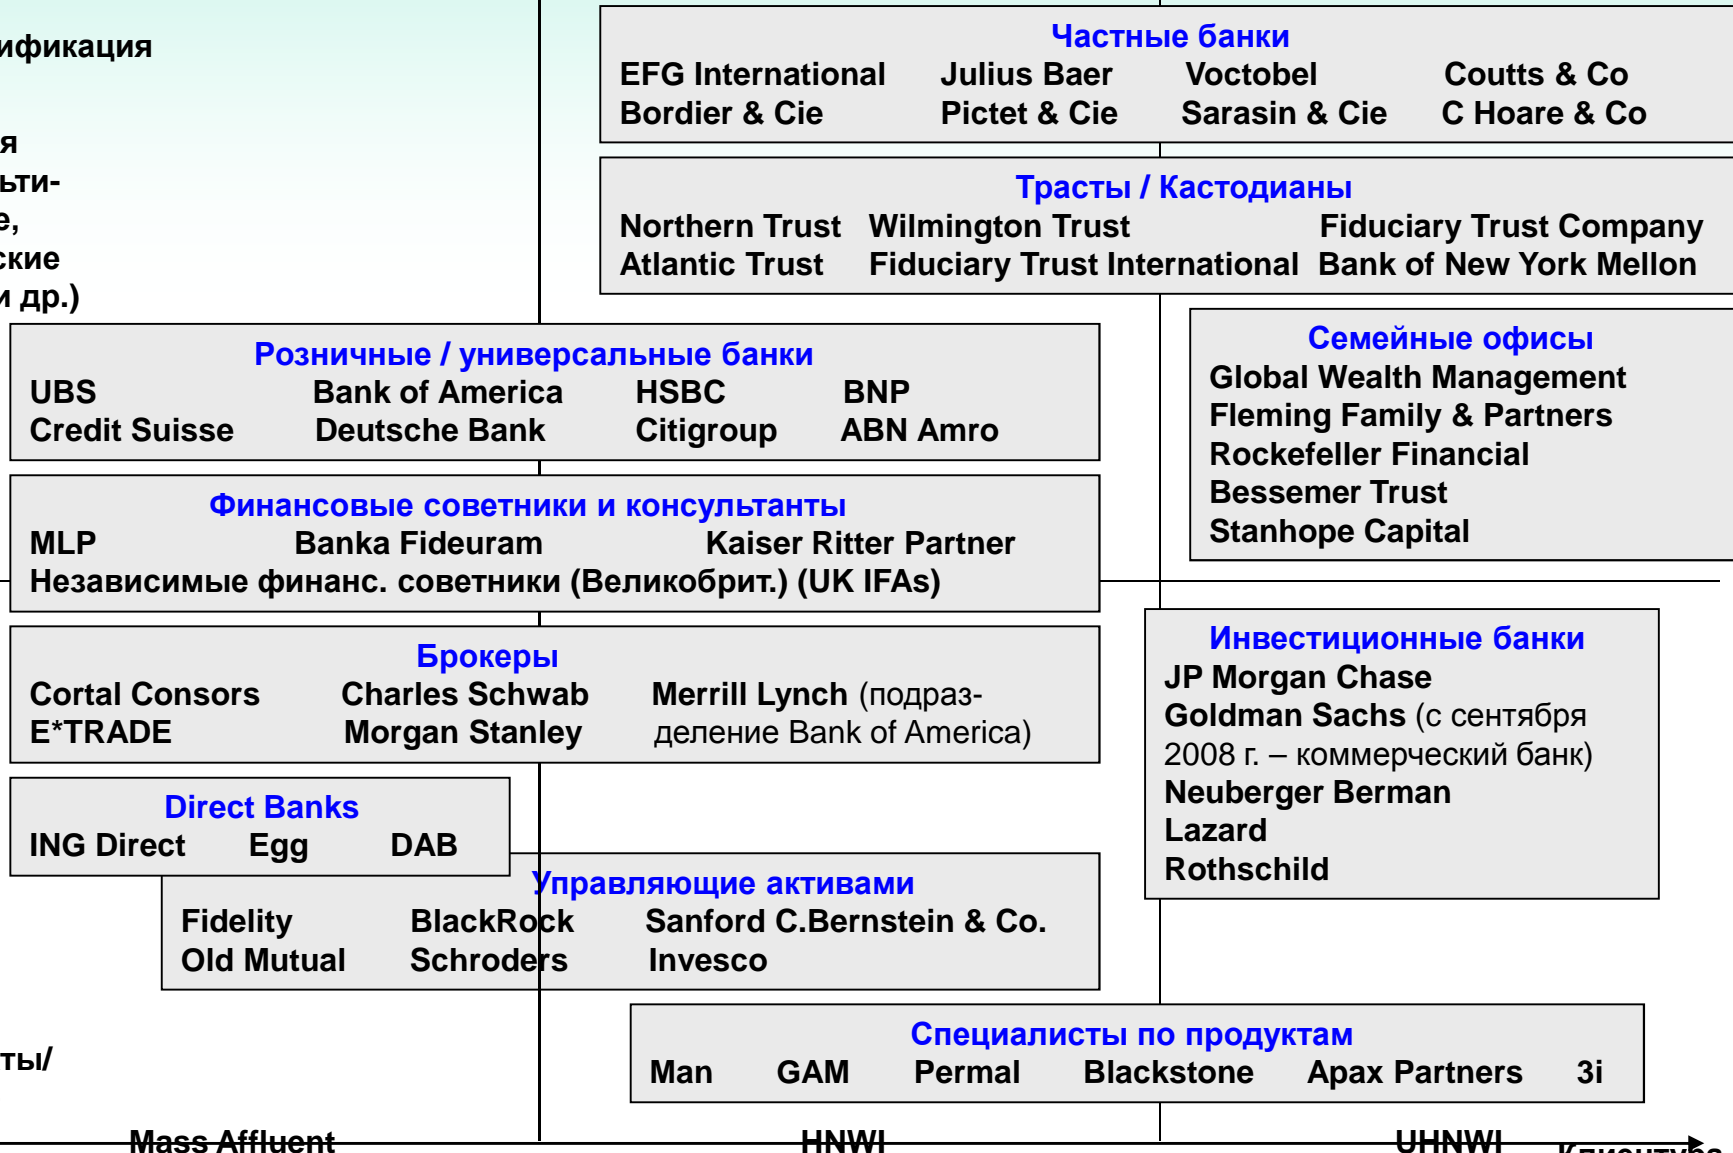 ификация
я
ьти-
е,
ские
и др.)
Частные банки
EFG International Julius Baer Voctobel Coutts & Co
Bordier & Cie Pictet & Cie Sarasin & Cie C Hoare & Co
Трасты / Кастодианы
Northern Trust Wilmington Trust Fiduciary Trust Company
Atlantic Trust Fiduciary Trust International Bank of New York Mellon
Розничные / универсальные банки
UBS Bank of America HSBC BNP
Credit Suisse Deutsche Bank Citigroup ABN Amro
Семейные офисы
Global Wealth Management
Fleming Family & Partners
Rockefeller Financial
Bessemer Trust
Stanhope Capital
Финансовые советники и консультанты
MLP Banka Fideuram Kaiser Ritter Partner
Независимые финанс. советники (Великобрит.) (UK IFAs)
Брокеры
Cortal Consors Charles Schwab Merrill Lynch (подраз-
E*TRADE Morgan Stanley деление Bank of America)
Инвестиционные банки
JP Morgan Chase
Goldman Sachs (с сентября
2008 г. – коммерческий банк)
Neuberger Berman
Lazard
Rothschild
Direct Banks
ING Direct Egg DAB
Управляющие активами
Fidelity BlackRock Sanford C.Bernstein & Co.
Old Mutual Schroders Invesco
Специалисты по продуктам
Man GAM Permal Blackstone Apax Partners 3i
ты/
Mass Affluent HNWI UHNWI Клиентура